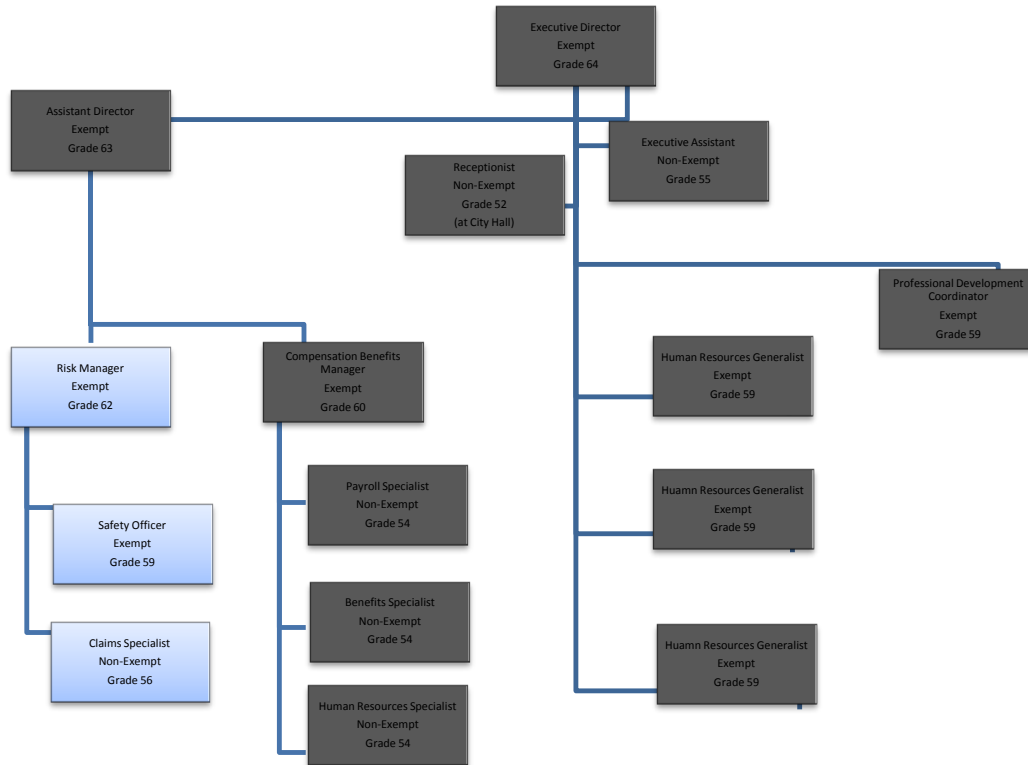 Executive Director
Exempt
Grade 64
Assistant Director
Exempt
Grade 63
Executive Assistant
Non-Exempt
Grade 55
Receptionist
Non-Exempt
Grade 52
(at City Hall)
Professional Development
Coordinator
Exempt
Grade 59
Risk Manager
Exempt
Grade 62
Compensation Benefits
Manager
Exempt
Grade 60
Human Resources Generalist
Exempt
Grade 59
Payroll Specialist
Non-Exempt
Grade 54
Huamn Resources Generalist
Exempt
Grade 59
Safety Officer
Exempt
Grade 59
Benefits Specialist
Non-Exempt
Grade 54
Claims Specialist
Non-Exempt
Grade 56
Huamn Resources Generalist
Exempt
Grade 59
Human Resources Specialist
Non-Exempt
Grade 54